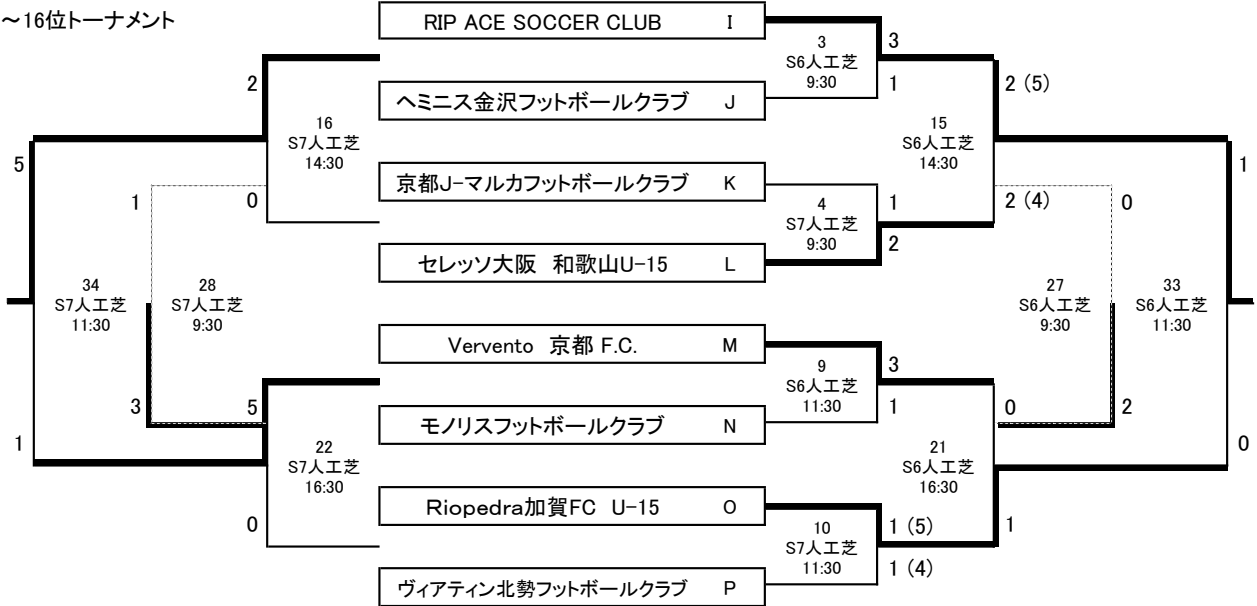 ～16位トーナメント
RIP ACE SOCCER CLUB I
3
S6人工芝
9:30
3
1
ヘミニス金沢フットボールクラブ J
2
16
S7人工芝
14:30
0
2 (5)
15
S6人工芝
14:30
2 (4)
京都J-マルカフットボールクラブ K
4
S7人工芝
9:30
1
2
セレッソ大阪 和歌山U-15 L
5
34
S7人工芝
11:30
1
1
28
S7人工芝
9:30
3
0
27
S6人工芝
9:30
2
1
33
S6人工芝
11:30
0
Vervento 京都 F.C. M
9
S6人工芝
11:30
3
1
モノリスフットボールクラブ N
5
22
S7人工芝
16:30
0
0
21
S6人工芝
16:30
1
Riopedra加賀FC U-15 O
10
S7人工芝
11:30
1 (5)
1 (4)
ヴィアティン北勢フットボールクラブ P